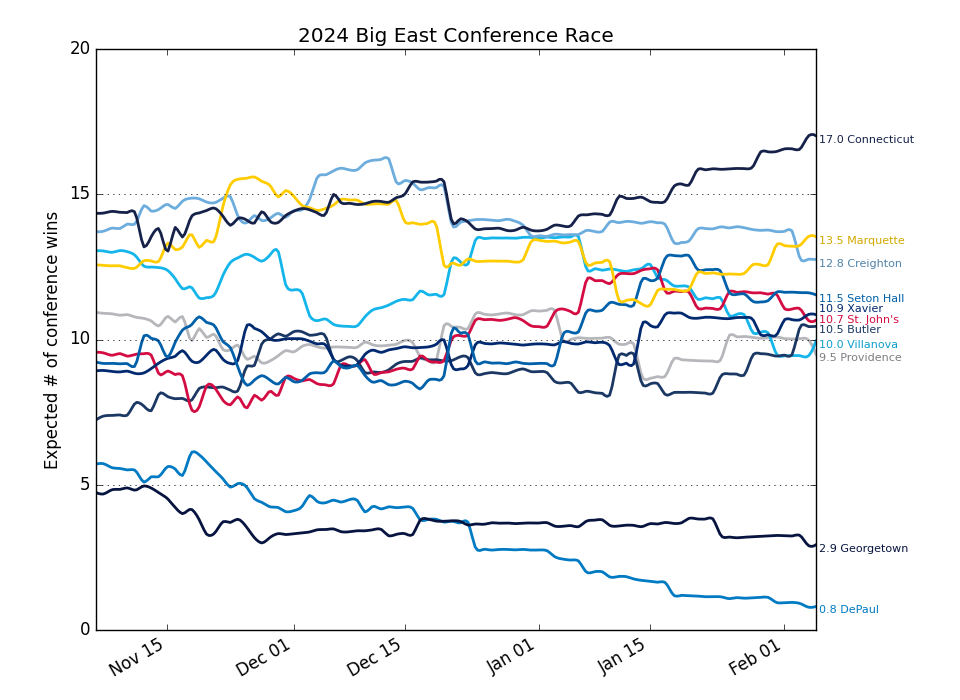 2024 Big East Conference Race
Expected # of conference wins
20
15
10
5
0
17.0 Connecticut
13.5 Marquette
12.8 Creighton
11.5 Seton Hall
10.9 Xavier
10.7 St. John's
10.5 Butler
10.0 Villanova
9.5 Providence
2.9 Georgetown
0.8 DePaul
Nov 15
Dec 01
Dec 15
Jan 01
Jan 15
Feb 01